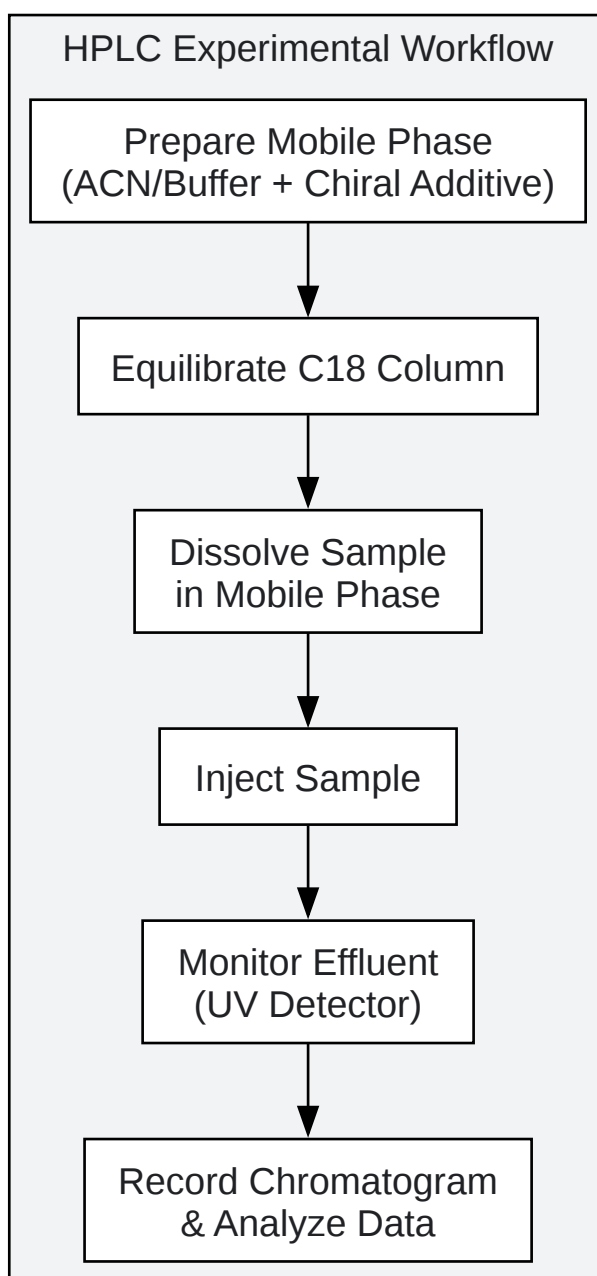 HPLC Experimental Workflow
Prepare Mobile Phase
(ACN/Buffer + Chiral Additive)
Equilibrate C18 Column
Dissolve Sample
in Mobile Phase
Inject Sample
Monitor Effluent
(UV Detector)
Record Chromatogram
& Analyze Data